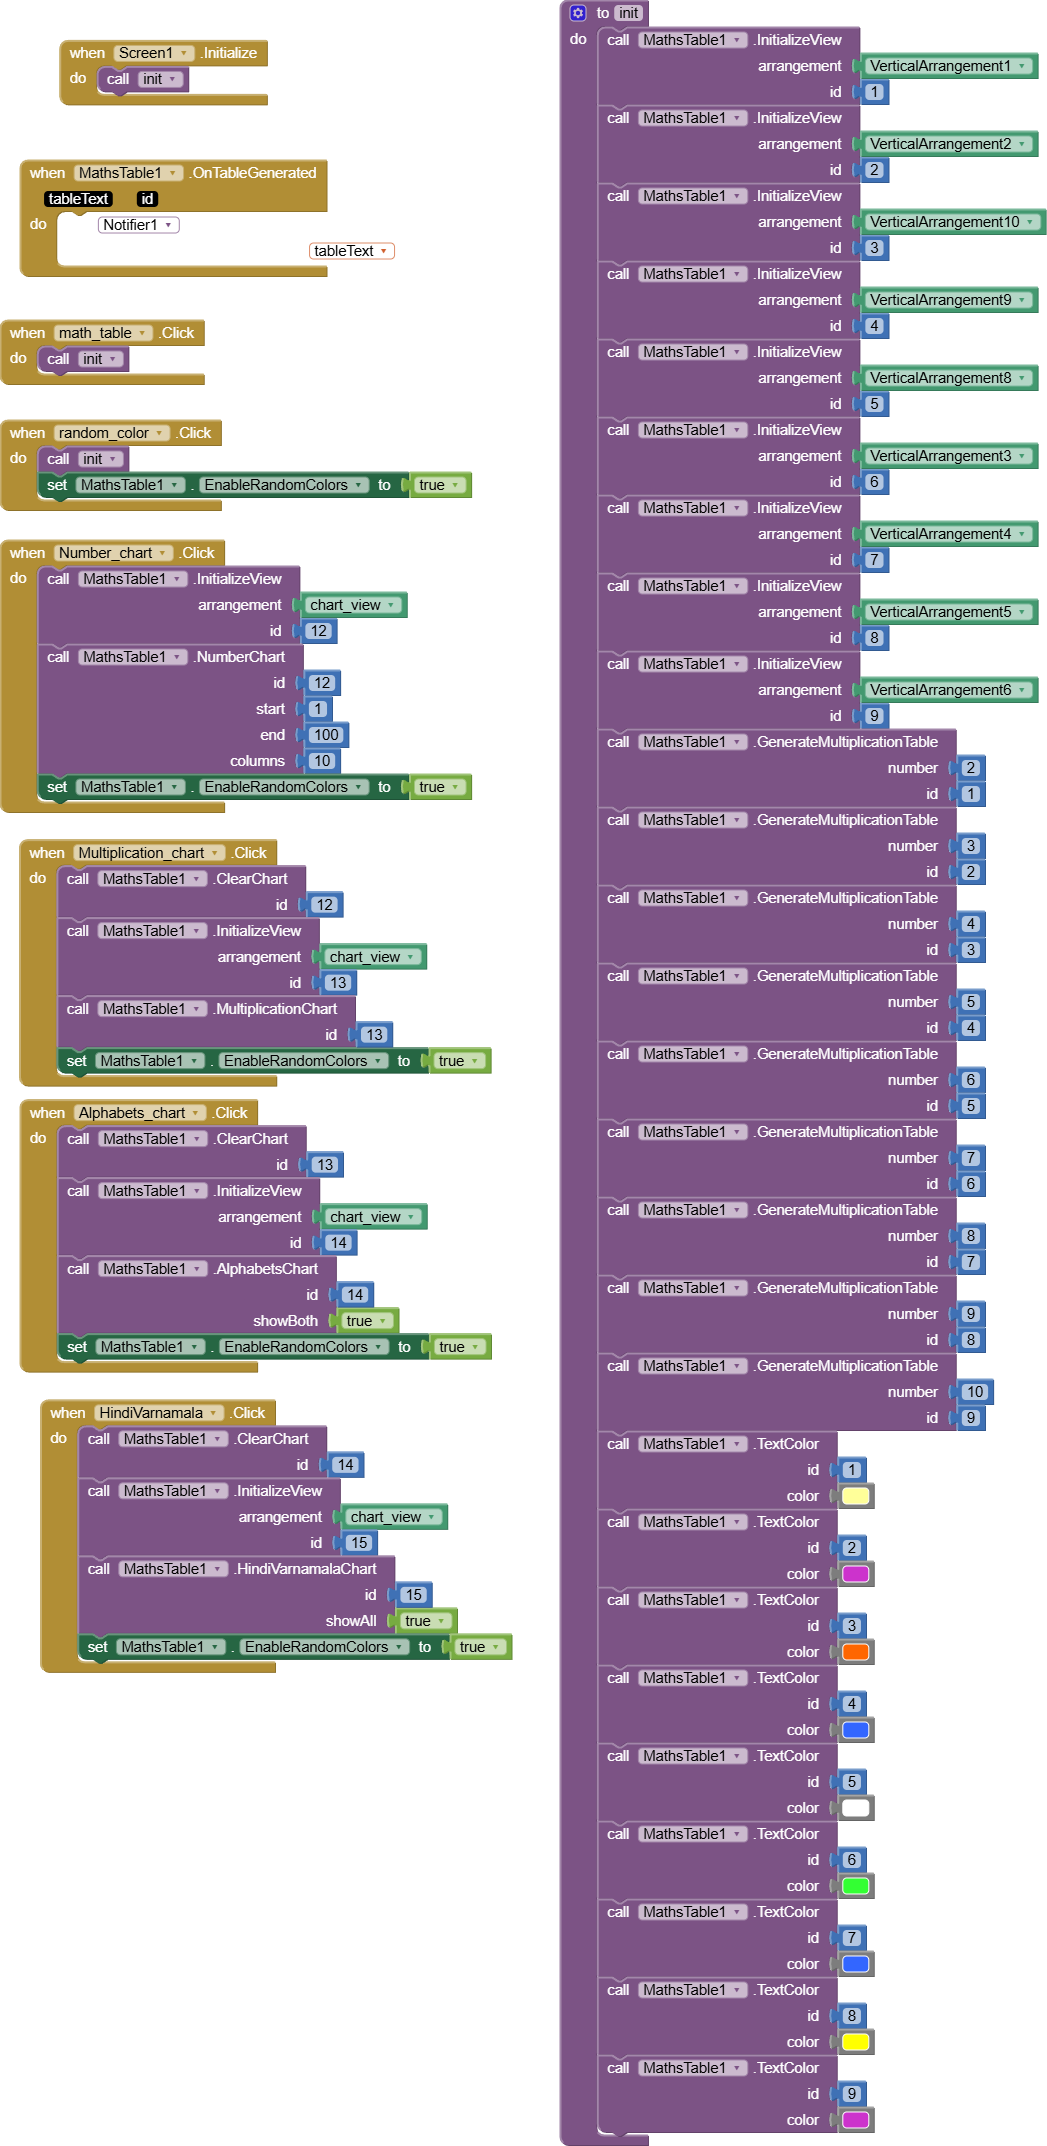 when Screen1 .Initialize
do call init
when MathsTable1 .OnTableGenerated
tableText id
do Notifier1
tableText
when math_table .Click
do call init
when random_color .Click
do call init
set MathsTable1 . EnableRandomColors to true
when Number_chart .Click
do call MathsTable1 .InitializeView
arrangement chart_view
id 12
call MathsTable1 .NumberChart
id 12
start 1
end 100
columns 10
set MathsTable1 . EnableRandomColors to true
when Multiplication_chart .Click
do call MathsTable1 .ClearChart
id 12
call MathsTable1 .InitializeView
arrangement chart_view
id 13
call MathsTable1 .MultiplicationChart
id 13
set MathsTable1 . EnableRandomColors to true
when Alphabets_chart .Click
do call MathsTable1 .ClearChart
id 13
call MathsTable1 .InitializeView
arrangement chart_view
id 14
call MathsTable1 .AlphabetsChart
id 14
showBoth true
set MathsTable1 . EnableRandomColors to true
when HindiVarnamala .Click
do call MathsTable1 .ClearChart
id 14
call MathsTable1 .InitializeView
arrangement chart_view
id 15
call MathsTable1 .HindiVarnamalaChart
id 15
showAll true
set MathsTable1 . EnableRandomColors to true
to init
do call MathsTable1 .InitializeView
arrangement VerticalArrangement1
id 1
call MathsTable1 .InitializeView
arrangement VerticalArrangement2
id 2
call MathsTable1 .InitializeView
arrangement VerticalArrangement10
id 3
call MathsTable1 .InitializeView
arrangement VerticalArrangement9
id 4
call MathsTable1 .InitializeView
arrangement VerticalArrangement8
id 5
call MathsTable1 .InitializeView
arrangement VerticalArrangement3
id 6
call MathsTable1 .InitializeView
arrangement VerticalArrangement4
id 7
call MathsTable1 .InitializeView
arrangement VerticalArrangement5
id 8
call MathsTable1 .InitializeView
arrangement VerticalArrangement6
id 9
call MathsTable1 .GenerateMultiplicationTable
number 2
id 1
call MathsTable1 .GenerateMultiplicationTable
number 3
id 2
call MathsTable1 .GenerateMultiplicationTable
number 4
id 3
call MathsTable1 .GenerateMultiplicationTable
number 5
id 4
call MathsTable1 .GenerateMultiplicationTable
number 6
id 5
call MathsTable1 .GenerateMultiplicationTable
number 7
id 6
call MathsTable1 .GenerateMultiplicationTable
number 8
id 7
call MathsTable1 .GenerateMultiplicationTable
number 9
id 8
call MathsTable1 .GenerateMultiplicationTable
number 10
id 9
call MathsTable1 .TextColor
id 1
color
call MathsTable1 .TextColor
id 2
color
call MathsTable1 .TextColor
id 3
color
call MathsTable1 .TextColor
id 4
color
call MathsTable1 .TextColor
id 5
color
call MathsTable1 .TextColor
id 6
color
call MathsTable1 .TextColor
id 7
color
call MathsTable1 .TextColor
id 8
color
call MathsTable1 .TextColor
id 9
color